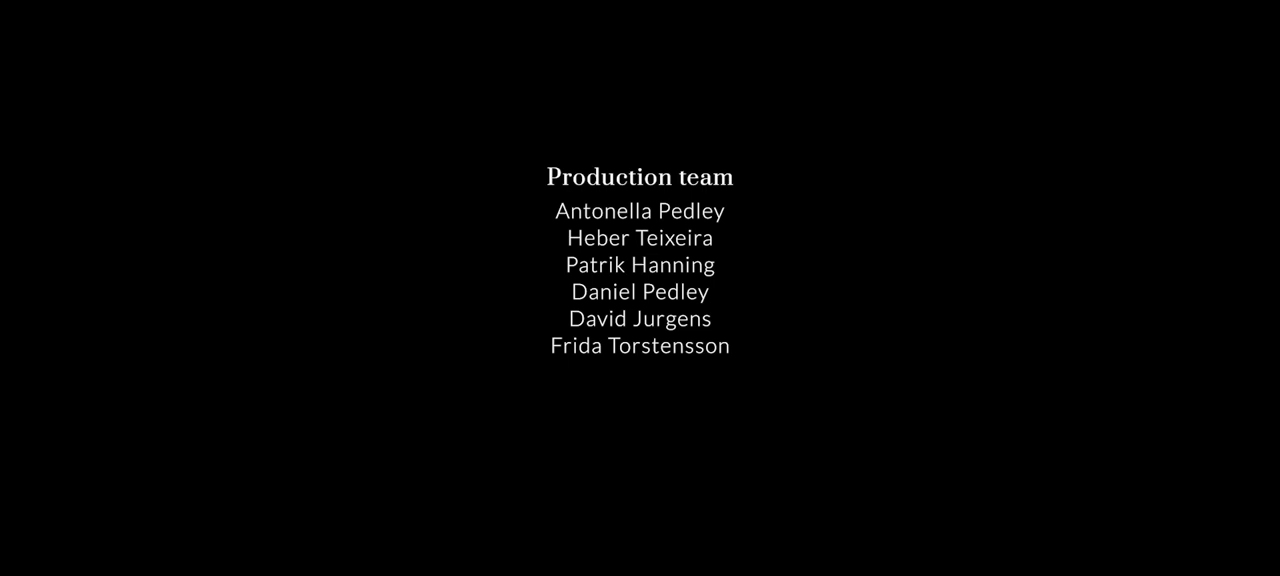 Production team
Antonella Pedley
Heber Teixeira
Patrik Hanning
Daniel Pedley
David Jurgens
Frida Torstensson